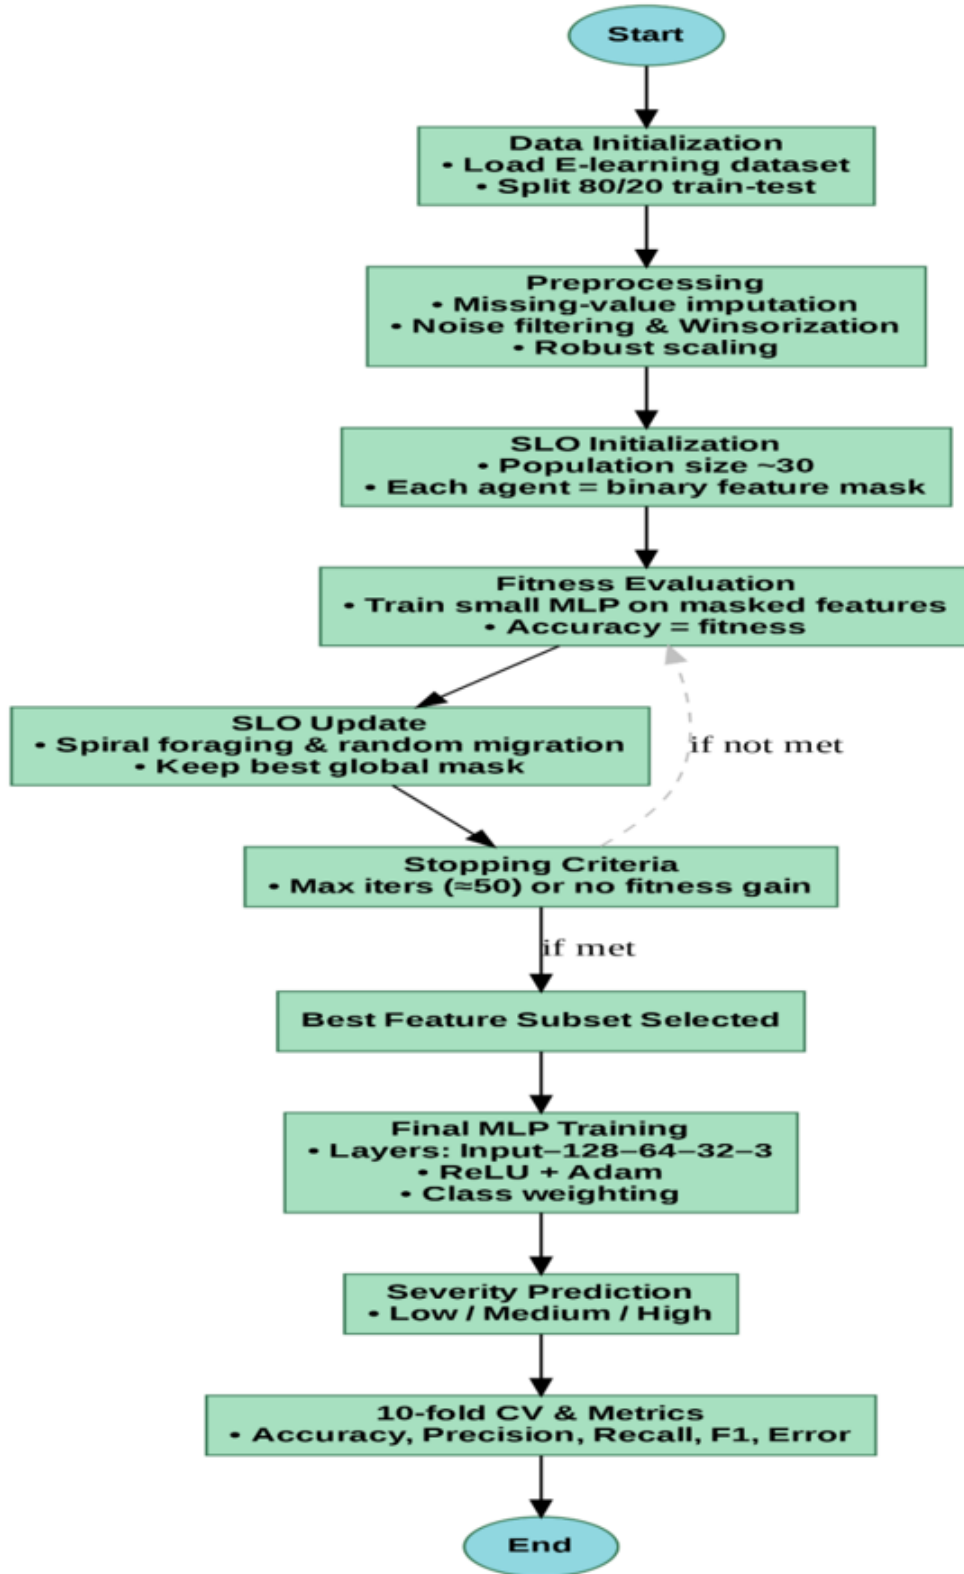 Start
Data Initialization
• Load E-learning dataset
• Split 80/20 train-test
Preprocessing
• Missing-value imputation
• Noise filtering & Winsorization
• Robust scaling
SLO Initialization
• Population size ~30
• Each agent = binary feature mask
Fitness Evaluation
• Train small MLP on masked features
• Accuracy = fitness
SLO Update
• Spiral foraging & random migration
• Keep best global mask
if not met
Stopping Criteria
• Max iters (≈50) or no fitness gain
if met
Best Feature Subset Selected
Final MLP Training
• Layers: Input–128–64–32–3
• ReLU + Adam
• Class weighting
Severity Prediction
• Low / Medium / High
10-fold CV & Metrics
• Accuracy, Precision, Recall, F1, Error
End